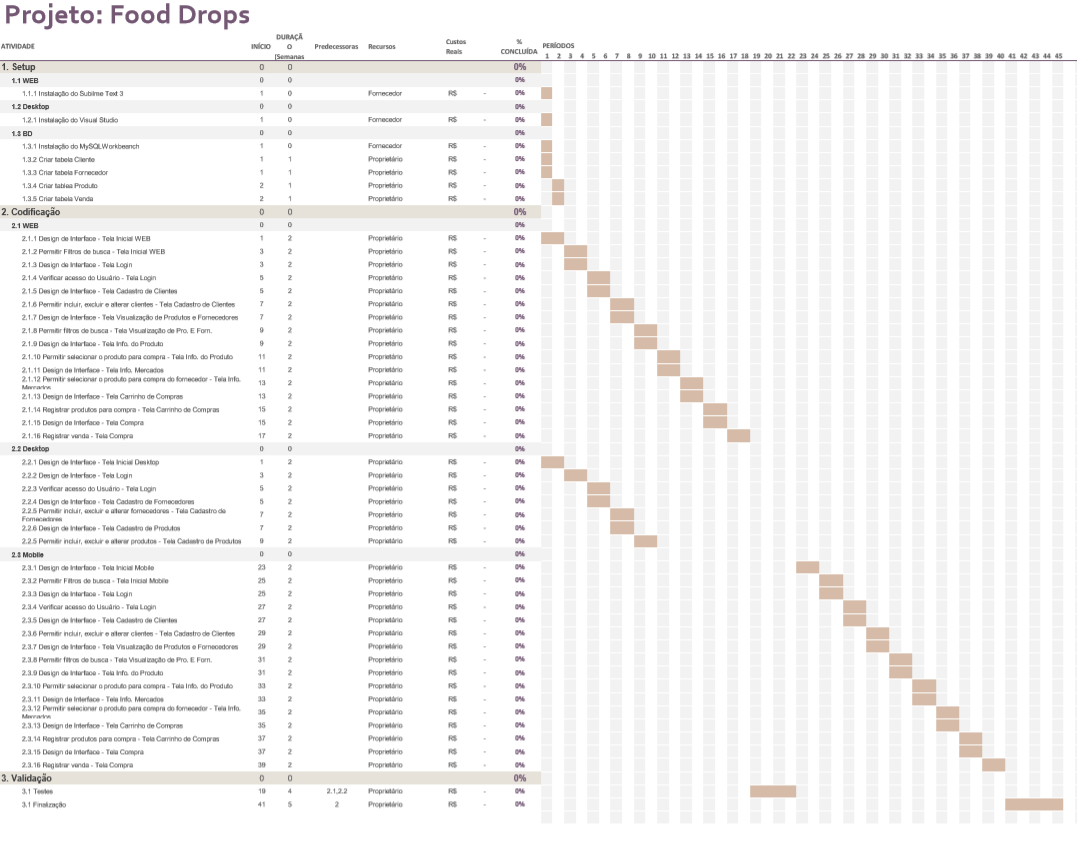 Projeto: Food Drops
ATIVIDADE INÍCIO DURAÇÃO (Semanas Predecessoras Recursos Custos Reais % CONCLUÍDA PERÍODOS
1 2 3 4 5 6 7 8 9 10 11 12 13 14 15 16 17 18 19 20 21 22 23 24 25 26 27 28 29 30 31 32 33 34 35 36 37 38 39 40 41 42 43 44 45
1. Setup 0 0 0%
1.1 WEB 0 0 0%
1.1.1 Instalação do Sublime Text 3 1 0 Fornecedor R$ - 0%
1.2 Desktop 0 0 0%
1.2.1 Instalação do Visual Studio 1 0 Fornecedor R$ - 0%
1.3 BD 0 0 0%
1.3.1 Instalação do MySQLWorkbeanch 1 0 Fornecedor R$ - 0%
1.3.2 Criar tabela Cliente 1 1 Proprietário R$ - 0%
1.3.3 Criar tabela Fornecedor 1 1 Proprietário R$ - 0%
1.3.4 Criar tablea Produto 2 1 Proprietário R$ - 0%
1.3.5 Criar tabela Venda 2 1 Proprietário R$ - 0%
2. Codificação 0 0 0%
2.1 WEB 0 0 0%
2.1.1 Design de Interface - Tela Inicial WEB 1 2 Proprietário R$ - 0%
2.1.2 Permitir Filtros de busca - Tela Inicial WEB 3 2 Proprietário R$ - 0%
2.1.3 Design de Interface - Tela Login 3 2 Proprietário R$ - 0%
2.1.4 Verificar acesso do Usuário - Tela Login 5 2 Proprietário R$ - 0%
2.1.5 Design de Interface - Tela Cadastro de Clientes 5 2 Proprietário R$ - 0%
2.1.6 Permitir incluir, excluir e alterar clientes - Tela Cadastro de Clientes 7 2 Proprietário R$ - 0%
2.1.7 Design de Interface - Tela Visualização de Produtos e Fornecedores 7 2 Proprietário R$ - 0%
2.1.8 Permitir filtros de busca - Tela Visualização de Pro. E Forn. 9 2 Proprietário R$ - 0%
2.1.9 Design de Interface - Tela Info. do Produto 9 2 Proprietário R$ - 0%
2.1.10 Permitir selecionar o produto para compra - Tela Info. do Produto 11 2 Proprietário R$ - 0%
2.1.11 Design de Interface - Tela Info. Mercados 11 2 Proprietário R$ - 0%
2.1.12 Permitir selecionar o produto para compra do fornecedor - Tela Info.
Mercados 13 2 Proprietário R$ - 0%
2.1.13 Design de Interface - Tela Carrinho de Compras 13 2 Proprietário R$ - 0%
2.1.14 Registrar produtos para compra - Tela Carrinho de Compras 15 2 Proprietário R$ - 0%
2.1.15 Design de Interface - Tela Compra 15 2 Proprietário R$ - 0%
2.1.16 Registrar venda - Tela Compra 17 2 Proprietário R$ - 0%
2.2 Desktop 0 0 0%
2.2.1 Design de Interface - Tela Inicial Desktop 1 2 Proprietário R$ - 0%
2.2.2 Design de Interface - Tela Login 3 2 Proprietário R$ - 0%
2.2.3 Verificar acesso do Usuário - Tela Login 5 2 Proprietário R$ - 0%
2.2.4 Design de Interface - Tela Cadastro de Fornecedores 5 2 Proprietário R$ - 0%
2.2.5 Permitir incluir, excluir e alterar fornecedores - Tela Cadastro de
Fornecedores 7 2 Proprietário R$ - 0%
2.2.6 Design de Interface - Tela Cadastro de Produtos 7 2 Proprietário R$ - 0%
2.2.5 Permitir incluir, excluir e alterar produtos - Tela Cadastro de Produtos 9 2 Proprietário R$ - 0%
2.3 Mobile 0 0 0%
2.3.1 Design de Interface - Tela Inicial Mobile 23 2 Proprietário R$ - 0%
2.3.2 Permitir Filtros de busca - Tela Inicial Mobile 25 2 Proprietário R$ - 0%
2.3.3 Design de Interface - Tela Login 25 2 Proprietário R$ - 0%
2.3.4 Verificar acesso do Usuário - Tela Login 27 2 Proprietário R$ - 0%
2.3.5 Design de Interface - Tela Cadastro de Clientes 27 2 Proprietário R$ - 0%
2.3.6 Permitir incluir, excluir e alterar clientes - Tela Cadastro de Clientes 29 2 Proprietário R$ - 0%
2.3.7 Design de Interface - Tela Visualização de Produtos e Fornecedores 29 2 Proprietário R$ - 0%
2.3.8 Permitir filtros de busca - Tela Visualização de Pro. E Forn. 31 2 Proprietário R$ - 0%
2.3.9 Design de Interface - Tela Info. do Produto 31 2 Proprietário R$ - 0%
2.3.10 Permitir selecionar o produto para compra - Tela Info. do Produto 33 2 Proprietário R$ - 0%
2.3.11 Design de Interface - Tela Info. Mercados 33 2 Proprietário R$ - 0%
2.3.12 Permitir selecionar o produto para compra do fornecedor - Tela Info.
Mercados 35 2 Proprietário R$ - 0%
2.3.13 Design de Interface - Tela Carrinho de Compras 35 2 Proprietário R$ - 0%
2.3.14 Registrar produtos para compra - Tela Carrinho de Compras 37 2 Proprietário R$ - 0%
2.3.15 Design de Interface - Tela Compra 37 2 Proprietário R$ - 0%
2.3.16 Registrar venda - Tela Compra 39 2 Proprietário R$ - 0%
3. Validação 0 0 0%
3.1 Testes 19 4 2.1,2.2 Proprietário R$ - 0%
3.1 Finalização 41 5 2 Proprietário R$ - 0%